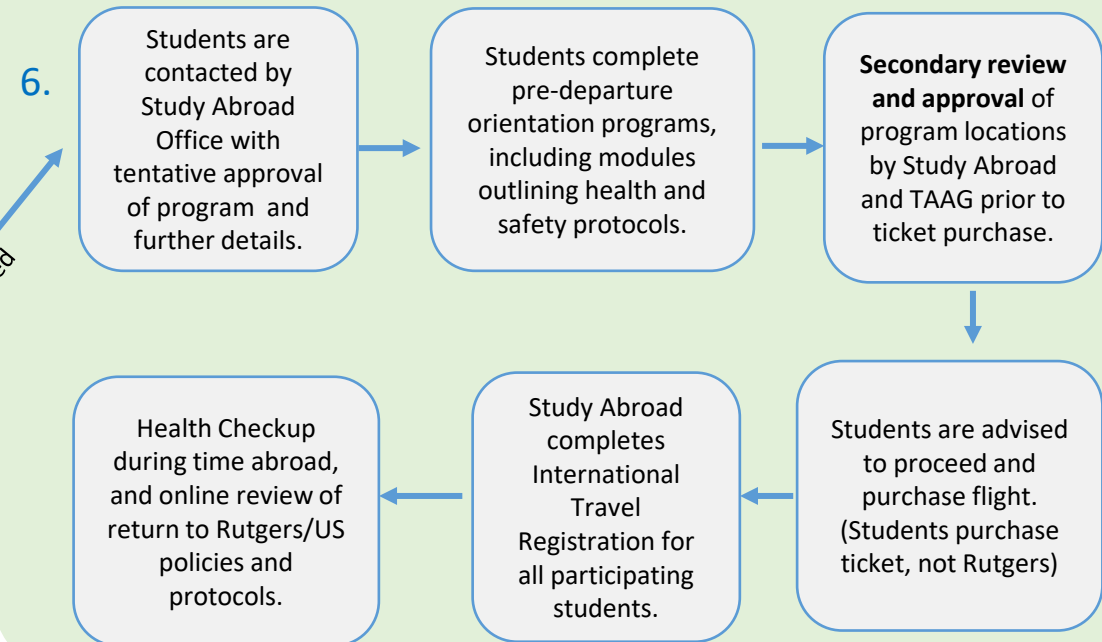 6.
Students are
contacted by
Study Abroad
Office with
tentative approval
of program and
further details.
Students complete
pre-departure
orientation programs,
including modules
outlining health and
safety protocols.
Secondary review
and approval of
program locations
by Study Abroad
and TAAG prior to
ticket purchase.
Students are advised
to proceed and
purchase flight.
(Students purchase
ticket, not Rutgers)
Study Abroad
completes
International
Travel
Registration for
all participating
students.
Health Checkup
during time abroad,
and online review of
return to Rutgers/US
policies and
protocols.